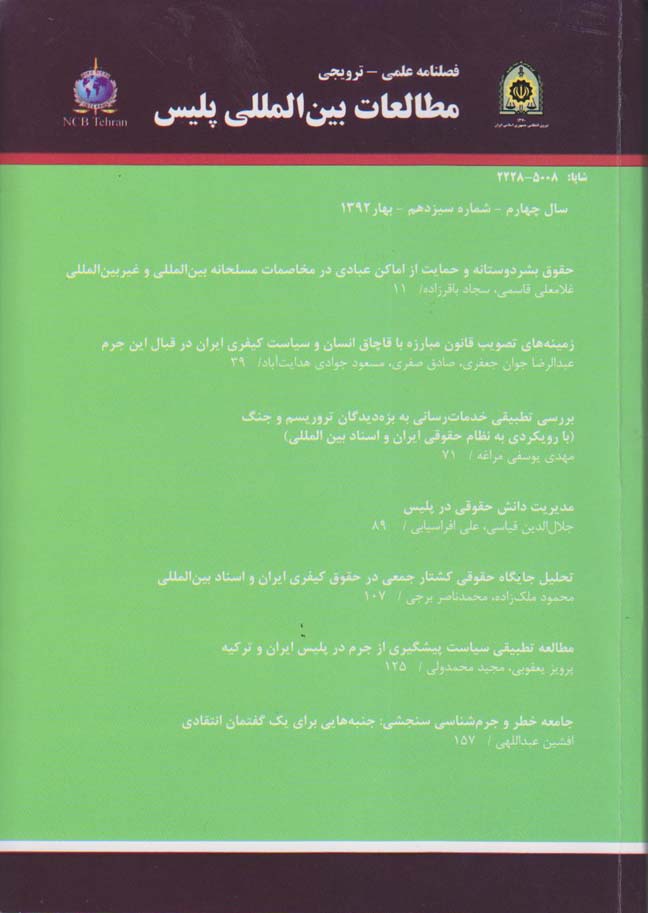 فصلنامه علمی - ترویجی
مطالعات بین‌المللی پلیس
NCB Tehran
شاپا: ۵۰۰۸-۲۲۲۸
سال چهارم - شماره سیزدهم - بهار ۱۳۹۲
حقوق بشردوستانه و حمایت از اماکن عبادی در مخاصمات مسلحانه بین‌المللی و غیربین‌المللی
غلامعلی قاسمی، سجاد باقرزاده/ ۱۱
زمینه‌های تصویب قانون مبارزه با قاچاق انسان و سیاست کیفری ایران در قبال این جرم
عبدالرضا جوان جعفری، صادق صفری، مسعود جوادی هدایت‌آباد/ ۳۹
بررسی تطبیقی خدمات‌رسانی به بزه‌دیدگان تروریسم و جنگ
(با رویکردی به نظام حقوقی ایران و اسناد بین المللی)
مهدی یوسفی مراغه / ۷۱
مدیریت دانش حقوقی در پلیس
جلال‌الدین قیاسی، علی افراسیابی / ۸۹
تحلیل جایگاه حقوقی کشتار جمعی در حقوق کیفری ایران و اسناد بین‌المللی
محمود ملک‌زاده، محمدناصر برجی / ۱۰۷
مطالعه تطبیقی سیاست پیشگیری از جرم در پلیس ایران و ترکیه
پرویز یعقوبی، مجید محمدولی / ۱۲۵
جامعه خطر و جرم‌شناسی سنجشی: جنبه‌هایی برای یک گفتمان انتقادی
افشین عبداللهی / ۱۵۷